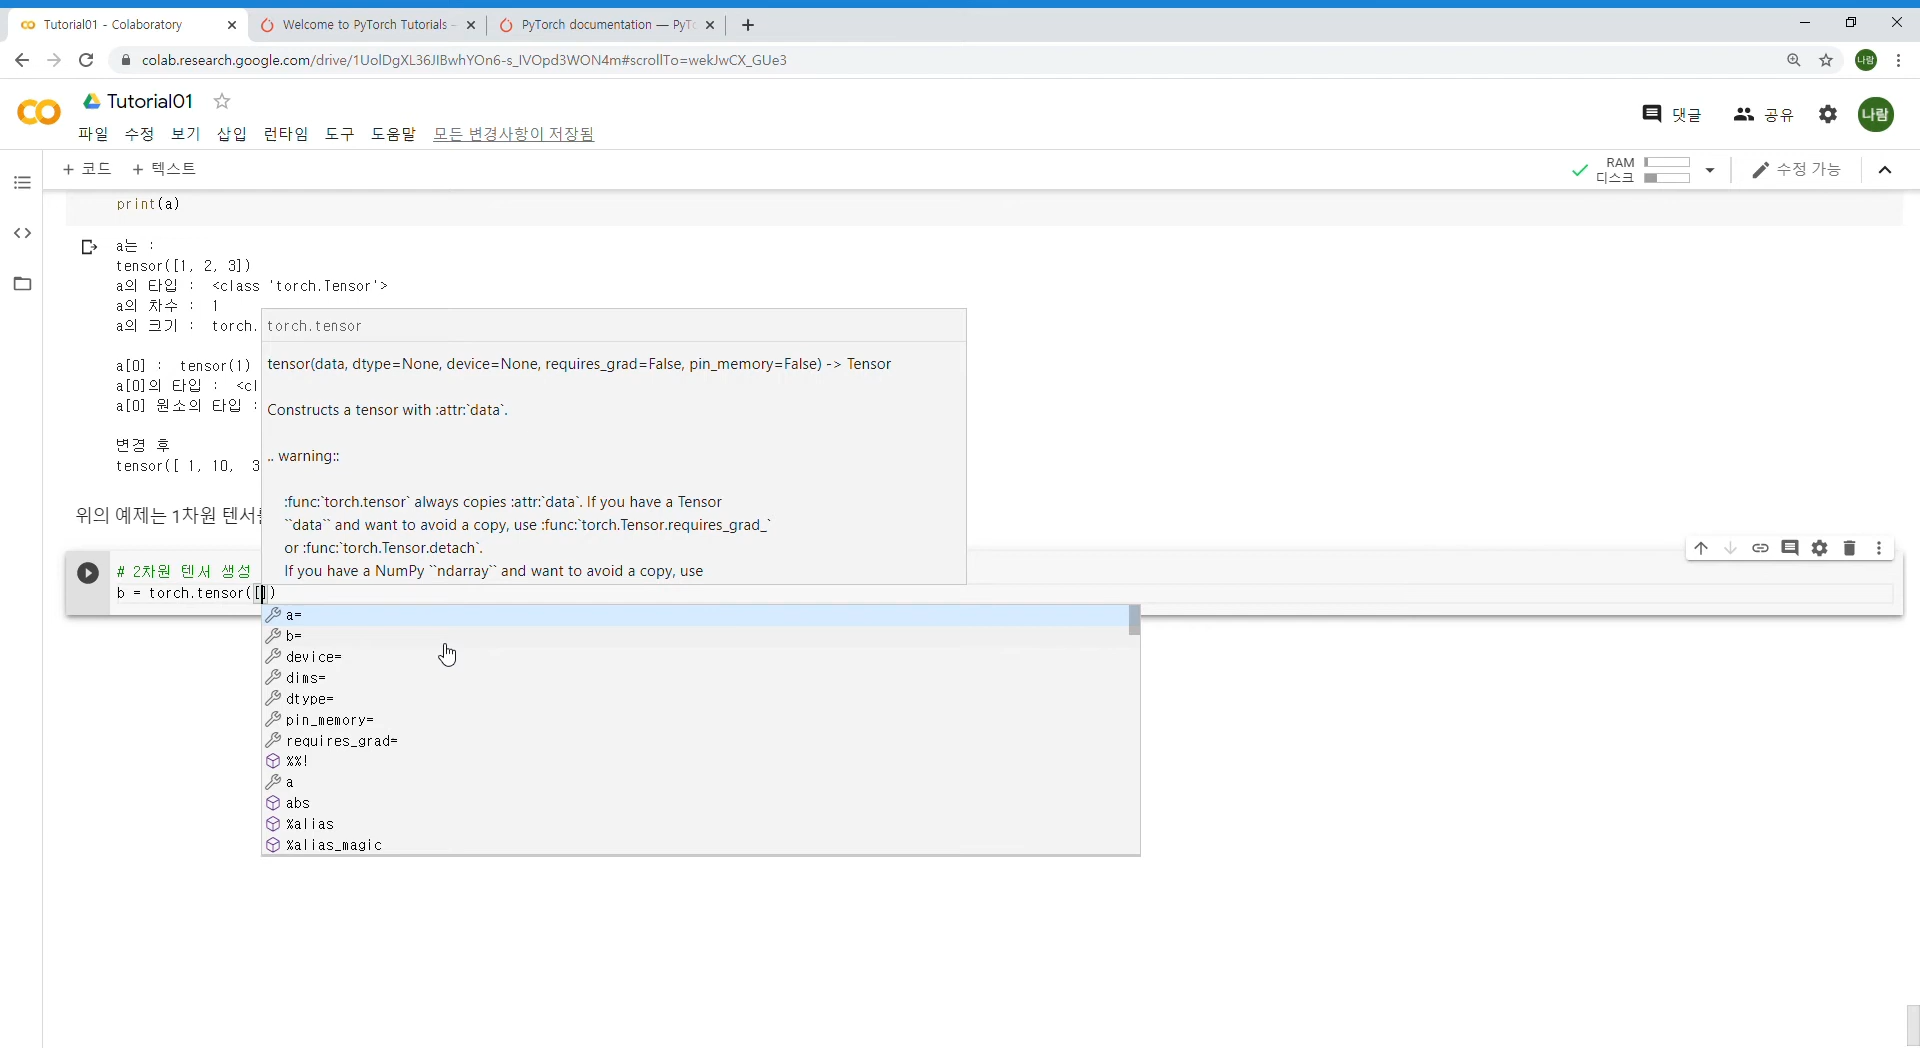 Tutorial01 - Colaboratory
Welcome to PyTorch Tutorials -
PyTorch documentation — PyT
colab.research.google.com/drive/1UolDgXL36JIBwhYOn6-s_IVOpd3WON4m#scrollTo=wekJwCX_GUe3
나람
Tutorial01
파일 수정 보기 삽입 런타임 도구 도움말 모든 변경사항이 저장됨
댓글 공유 나람
+ 코드 + 텍스트
RAM
디스크
수정 가능
print(a)
a는 :
tensor([1, 2, 3])
a의 타입 : <class 'torch.Tensor'>
a의 차수 : 1
a의 크기 : torch.
a[0] : tensor(1)
a[0]의 타입 : <cl
a[0] 원소의 타입 :
변경 후
tensor([ 1, 10, 3
위의 예제는 1차원 텐서
torch.tensor
tensor(data, dtype=None, device=None, requires_grad=False, pin_memory=False) -> Tensor
Constructs a tensor with :attr:`data`.
.. warning::
:func:`torch.tensor` always copies :attr:`data`. If you have a Tensor
``data`` and want to avoid a copy, use :func:`torch.Tensor.requires_grad_`
or :func:`torch.Tensor.detach`.
If you have a NumPy ``ndarray`` and want to avoid a copy, use
# 2차원 텐서 생성
b = torch.tensor([])
a=
b=
device=
dims=
dtype=
pin_memory=
requires_grad=
%%!
a
abs
%alias
%alias_magic